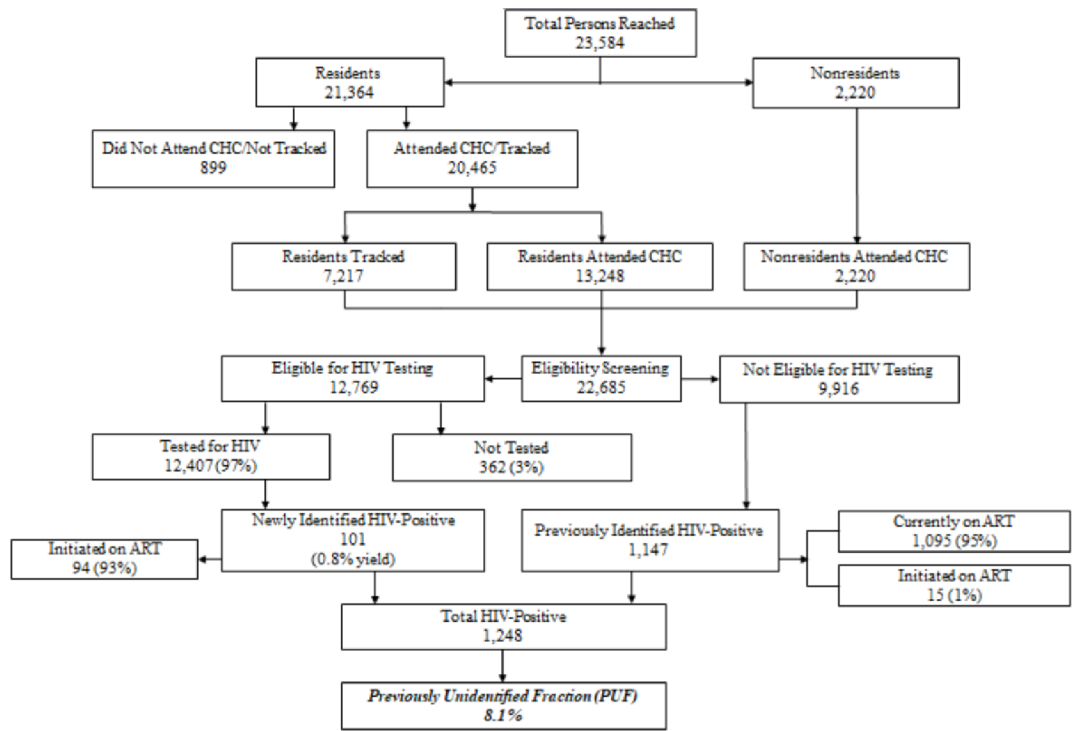 Total Persons Reached
23,584
Residents
21,364
Nonresidents
2,220
Did Not Attend CHC/Not Tracked
899
Attended CHC/Tracked
20,465
Residents Tracked
7,217
Residents Attended CHC
13,248
Nonresidents Attended CHC
2,220
Eligible for HIV Testing
12,769
Eligibility Screening
22,685
Not Eligible for HIV Testing
9,916
Tested for HIV
12,407 (97%)
Not Tested
362 (3%)
Newly Identified HIV-Positive
101
(0.8% yield)
Previously Identified HIV-Positive
1,147
Currently on ART
1,095 (95%)
Initiated on ART
94 (93%)
Initiated on ART
15 (1%)
Total HIV-Positive
1,248
Previously Unidentified Fraction (PUF)
8.1%